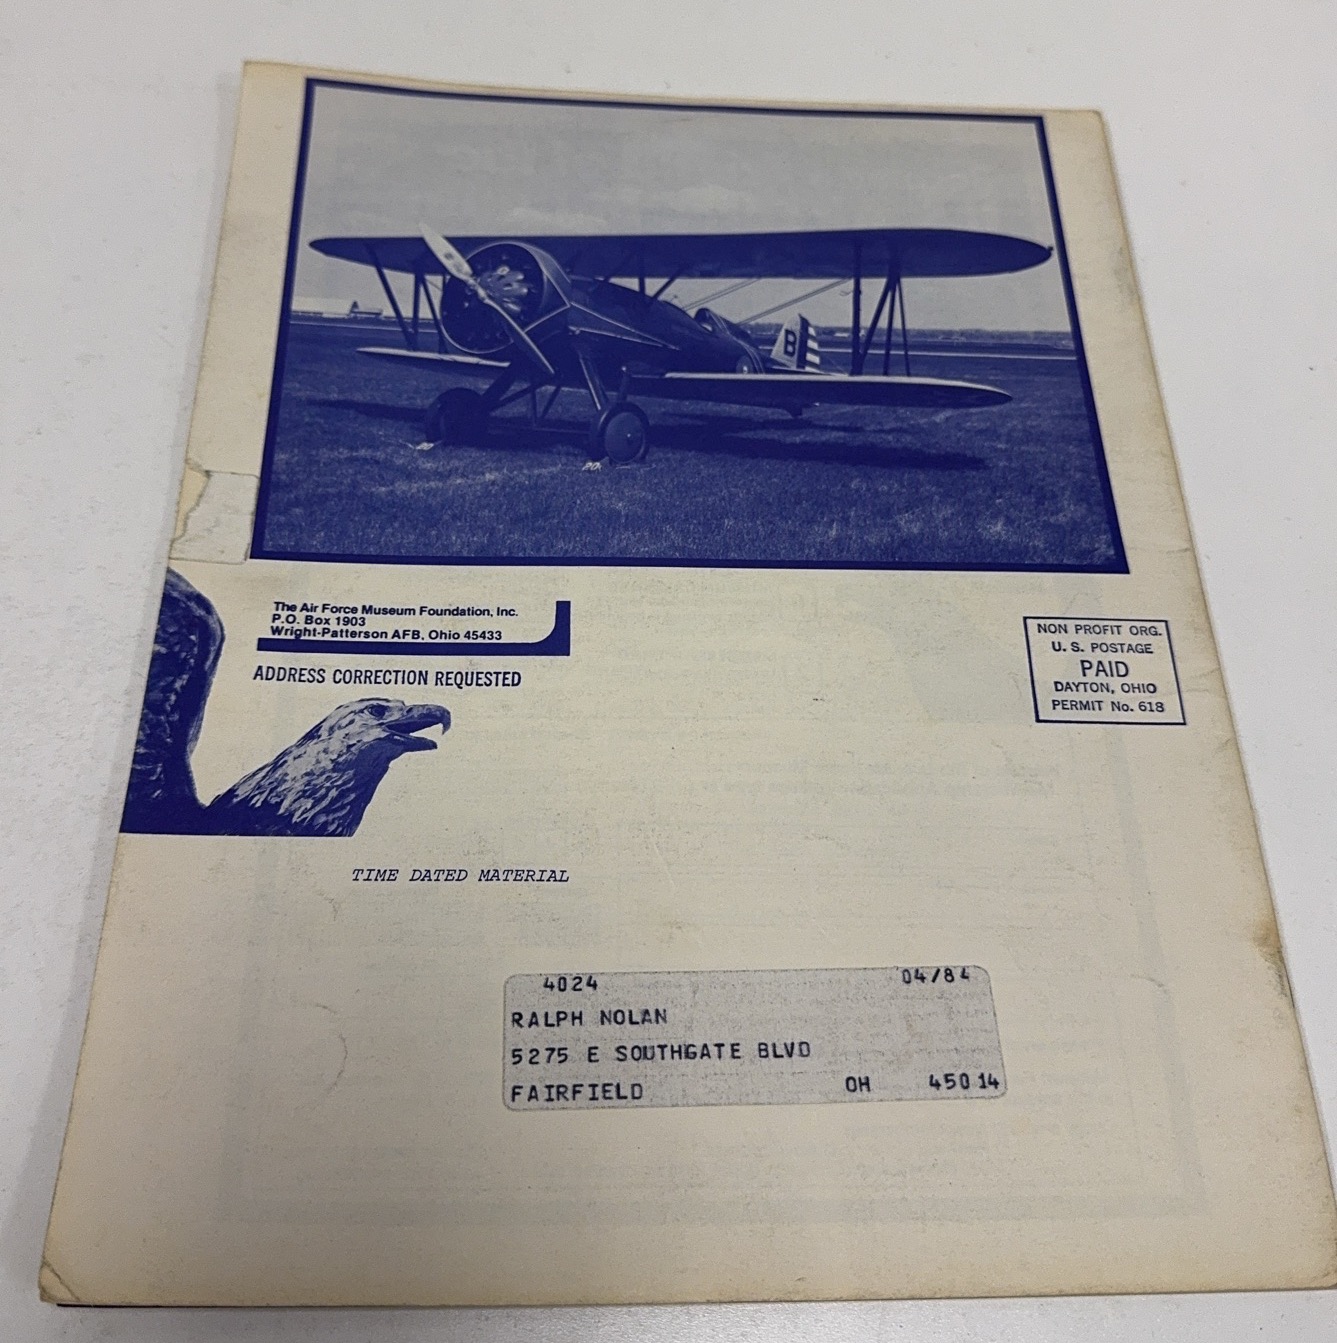 B
20
20
The Air Force Museum Foundation, Inc.
P.O. Box 1903
Wright-Patterson AFB, Ohio 45433
ADDRESS CORRECTION REQUESTED
NON PROFIT ORG.
U. S. POSTAGE
PAID
DAYTON, OHIO
PERMIT No. 618
TIME DATED MATERIAL
4024 04/84
RALPH NOLAN
5275 E SOUTHGATE BLVD
FAIRFIELD OH 45014